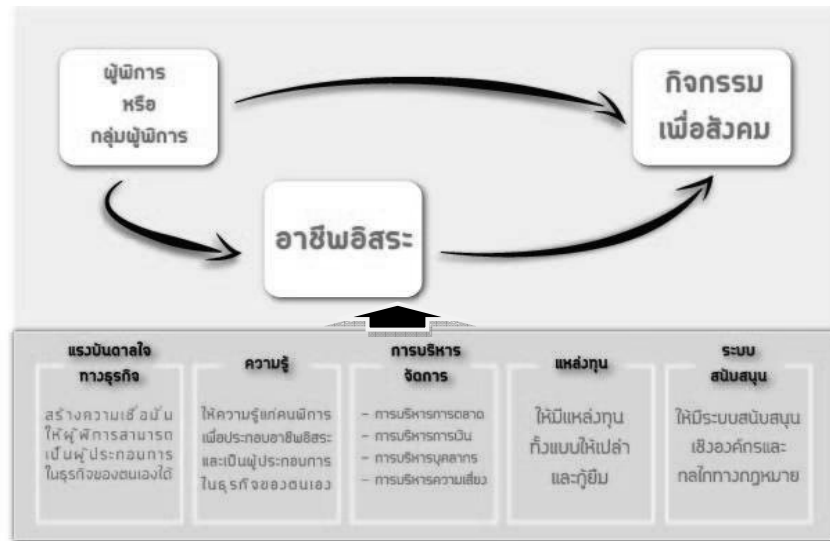 ผู้พิการ
หรือ
กลุ่มผู้พิการ
กิจกรรม
เพื่อสังคม
อาชีพอิสระ
แรงบันดาลใจ
ทางธุรกิจ
สร้างความเชื่อมั่น
ให้ผู้พิการสามารถ
เป็นผู้ประกอบการ
ในธุรกิจของตนเองได้
ความรู้
ให้ความรู้แก่คนพิการ
เพื่อประกอบอาชีพอิสระ
และเป็นผู้ประกอบการ
ในธุรกิจของตนเอง
การบริหาร
จัดการ
– การบริหารการตลาด
– การบริหารการเงิน
– การบริหารบุคลากร
– การบริหารความเสี่ยง
แหล่งทุน
ให้มีแหล่งทุน
ทั้งแบบให้เปล่า
และกู้ยืม
ระบบ
สนับสนุน
ให้มีระบบสนับสนุน
เชิงองค์กรและ
กลไกทางกฎหมาย